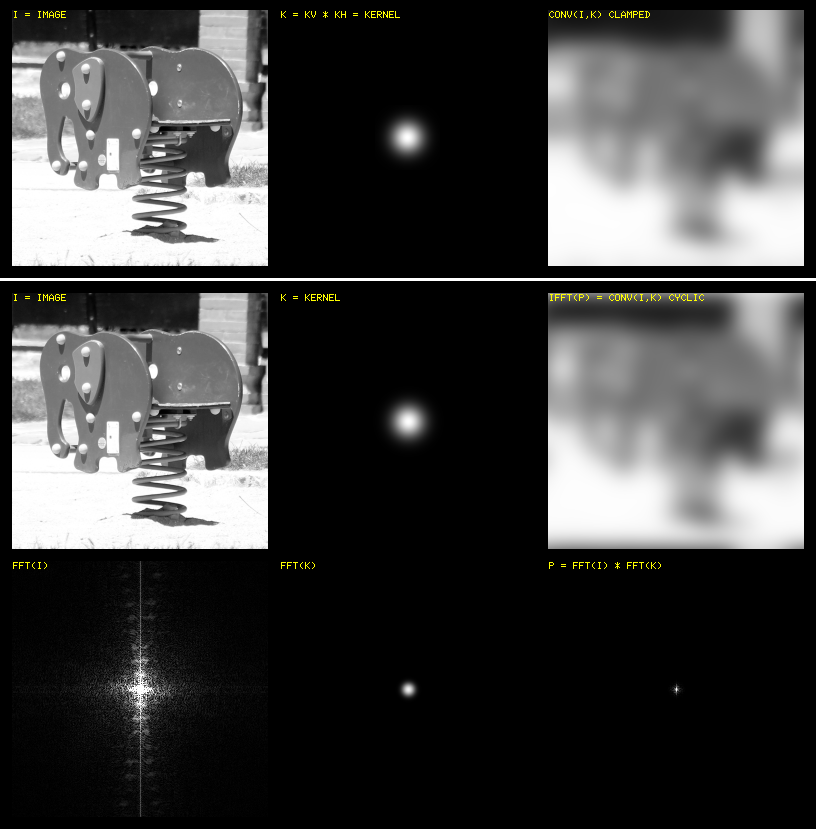 I = IMAGE
K = KV * KH = KERNEL
CONV(I,K) CLAMPED
I = IMAGE
K = KERNEL
IFFT(P) = CONV(I,K) CYCLIC
FFT(I)
FFT(K)
P = FFT(I) * FFT(K)